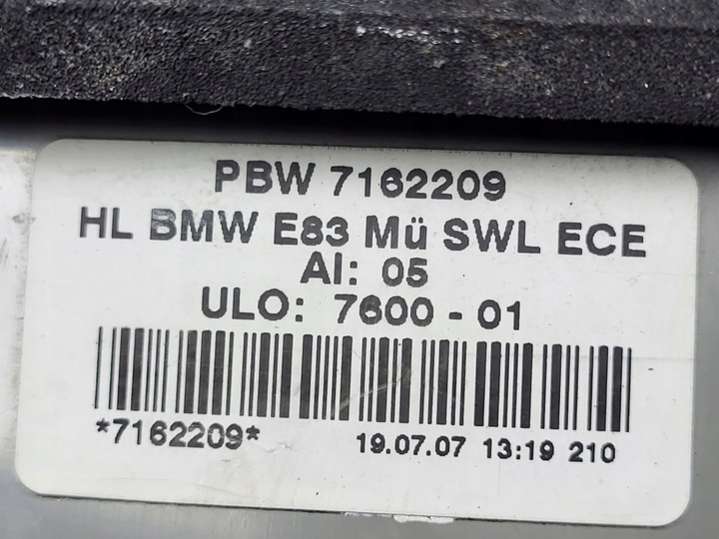 PBW 7162209
HL BMW E83 Mü SWL ECE
AI: 05
ULO: 7600 - 01
*7162209* 19.07.07 13:19 210